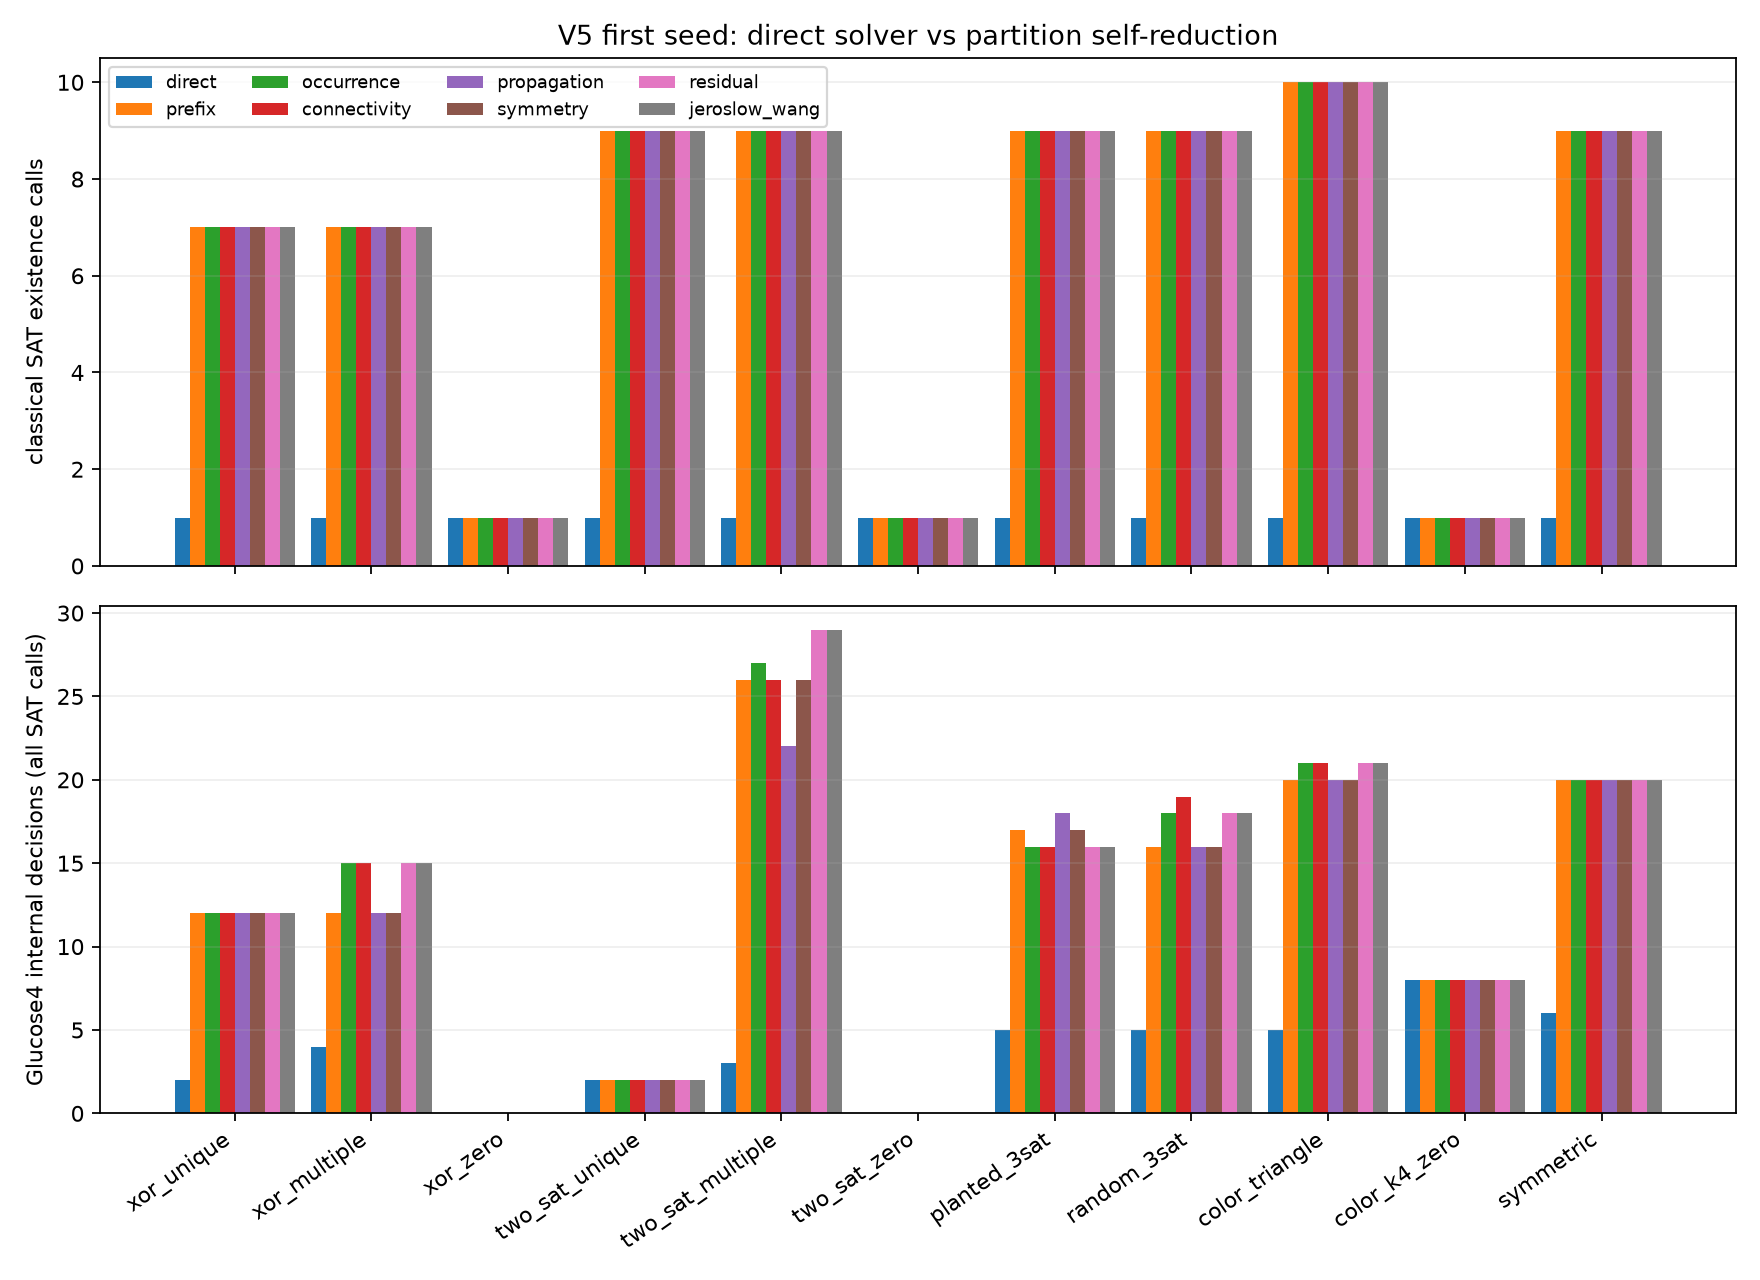 V5 first seed: direct solver vs partition self-reduction
direct occurrence propagation residual
prefix connectivity symmetry jeroslow_wang
classical SAT existence calls
10
8
6
4
2
0
Glucose4 internal decisions (all SAT calls)
30
25
20
15
10
5
0
xor_unique
xor_multiple
xor_zero
two_sat_unique
two_sat_multiple
two_sat_zero
planted_3sat
random_3sat
color_triangle
color_k4_zero
symmetric